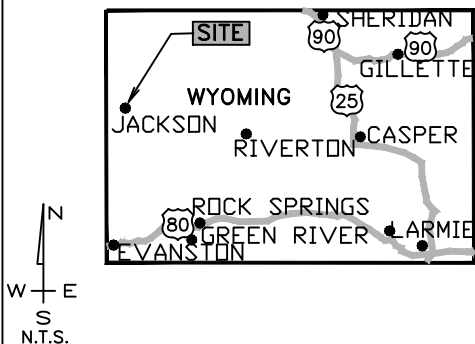 SHERIDAN
SITE
90
90
GILLETTE
WYOMING
25
JACKSON
CASPER
RIVERTON
ROCK SPRINGS
80
GREEN RIVER
LARMIE
EVANSTON
N
W E
S
N.T.S.